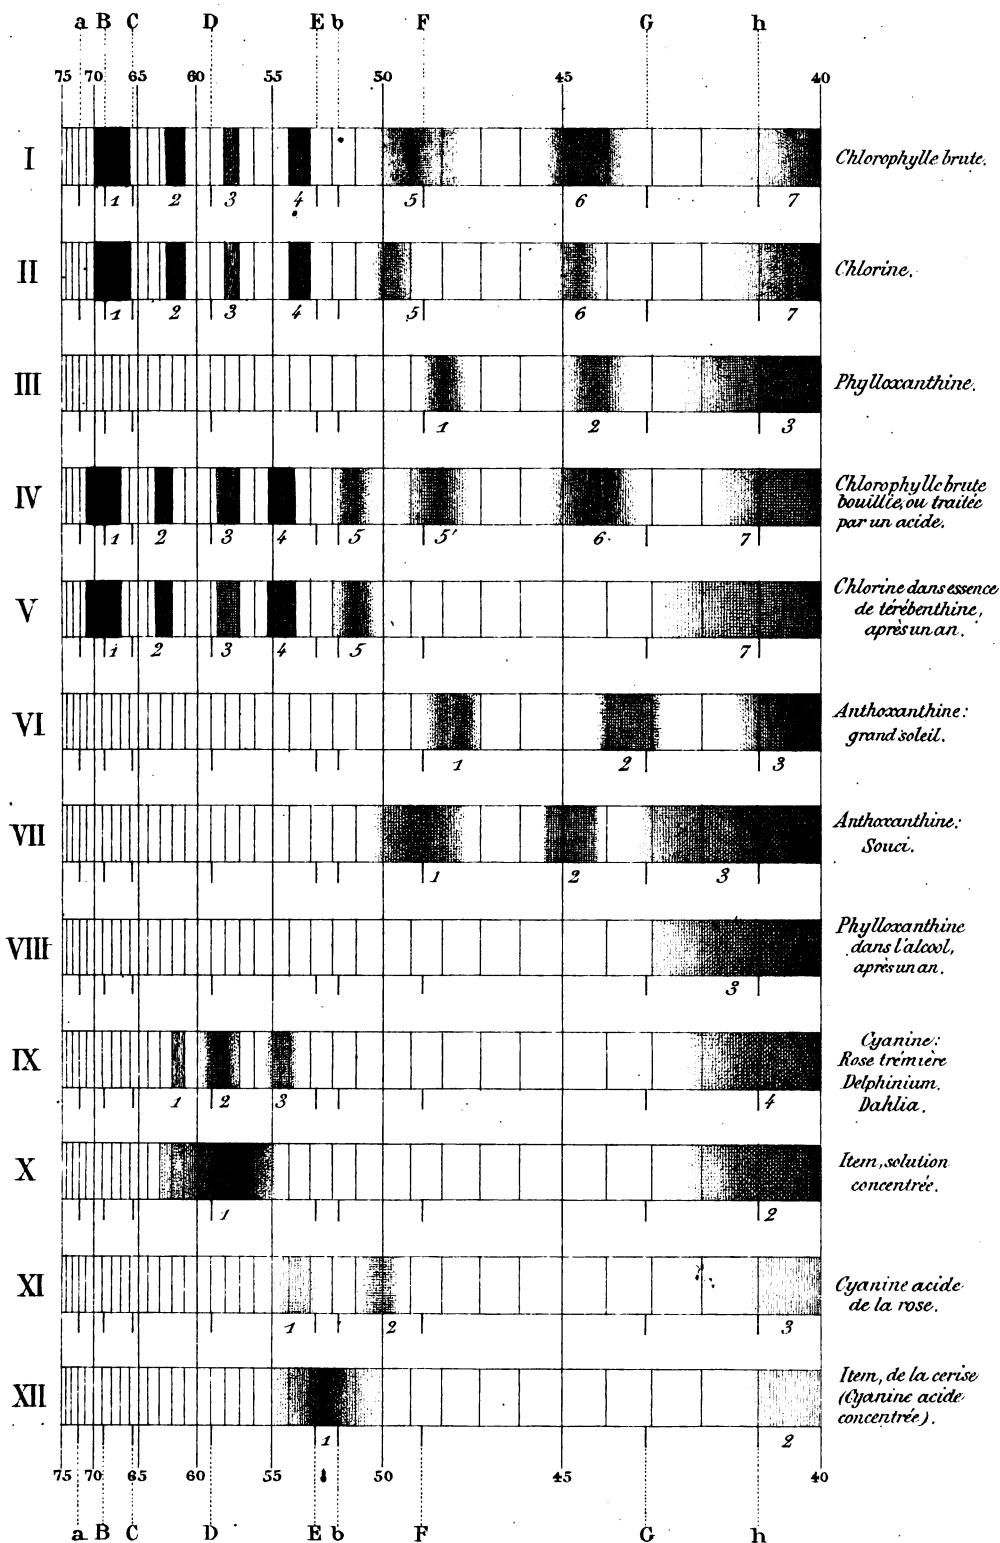 a B C D E b F G h
75 70 65 60 55 50 45 40
I Chlorophylle brute.
1 2 3 4 5 6 7
II Chlorine.
1 2 3 4 5 6 7
III Phylloxanthine.
1 2 3
IV Chlorophylle brute
bouillie, ou traitée
par un acide.
1 2 3 4 5 5' 6 7
V Chlorine dans essence
de térébenthine,
après un an.
1 2 3 4 5 7
VI Anthoxanthine:
grand soleil.
1 2 3
VII Anthoxanthine:
Souci.
1 2 3
VIII Phylloxanthine
dans l'alcool,
après un an.
3
IX Cyanine:
Rose trémière
Delphinium.
Dahlia.
1 2 3 4
X Item, solution
concentrée.
1 2
XI Cyanine acide
de la rose.
1 2 3
XII Item, de la cerise
(Cyanine acide
concentrée).
1 2
75 70 65 60 55 50 45 40
a B C D E b F G h